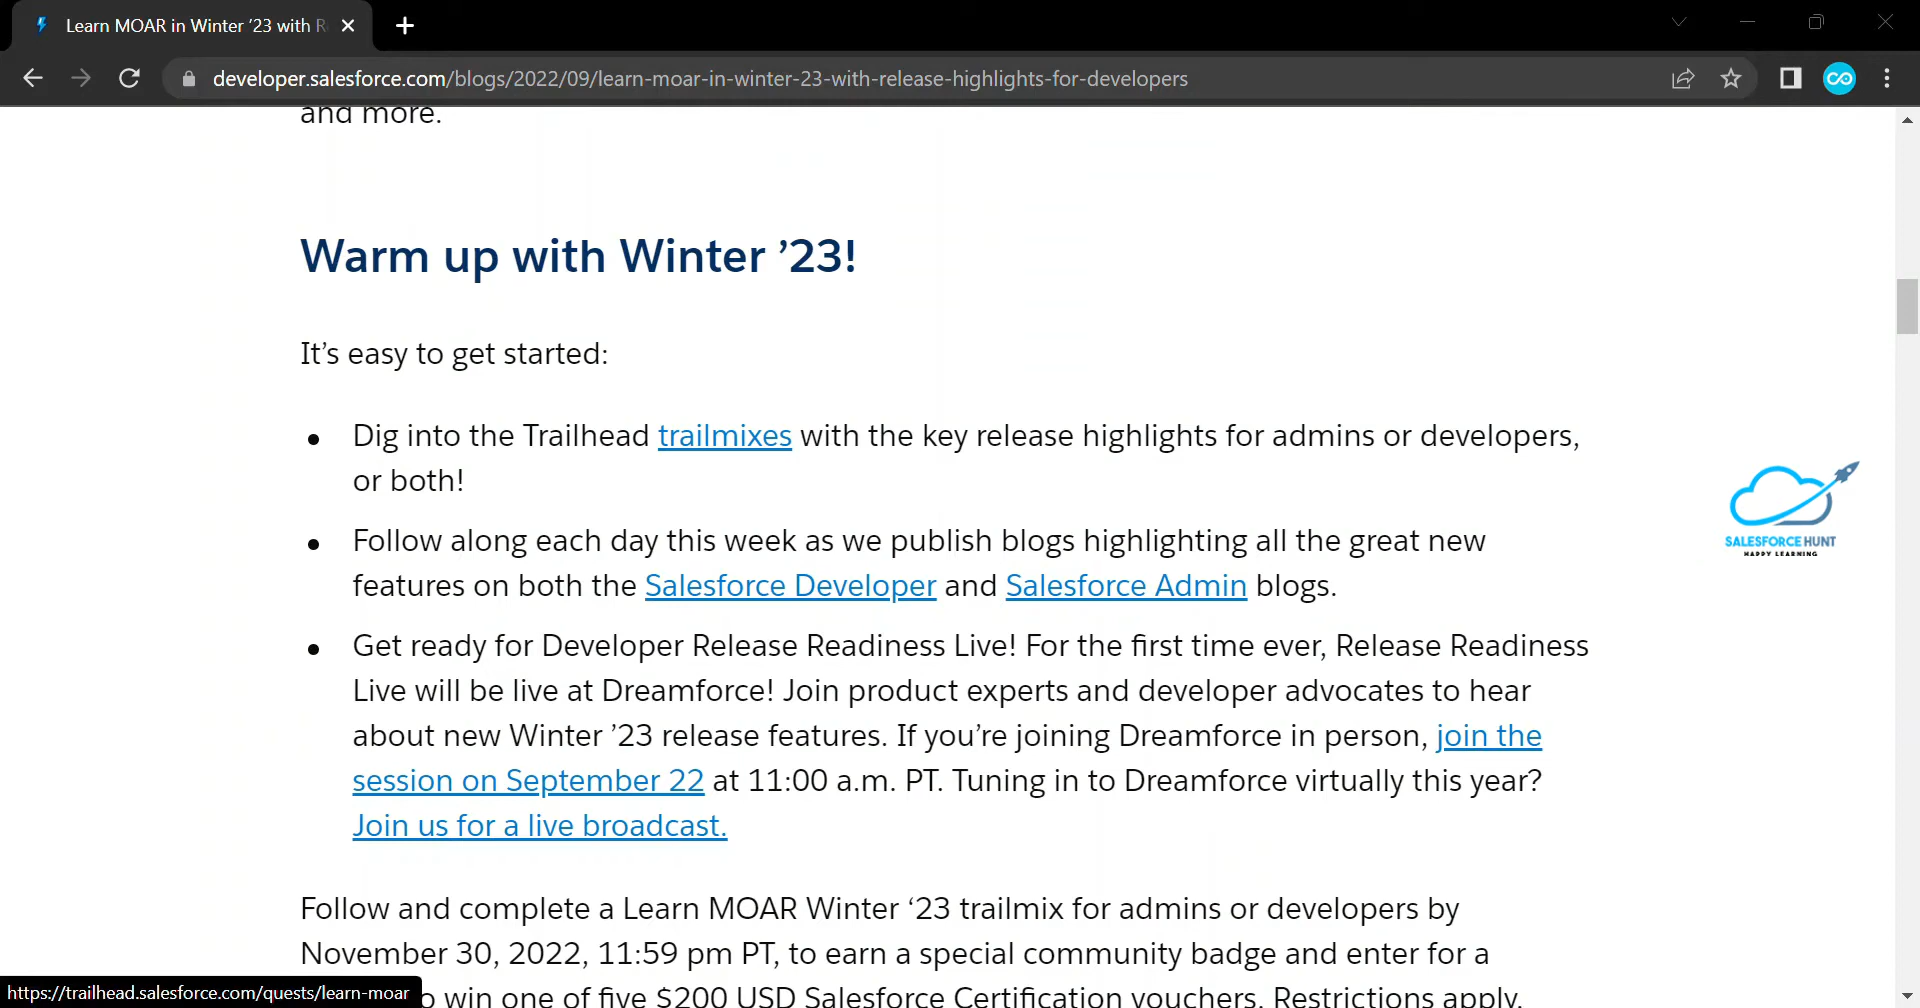 Learn MOAR in Winter ’23 with R
developer.salesforce.com/blogs/2022/09/learn-moar-in-winter-23-with-release-highlights-for-developers
and more.
Warm up with Winter ’23!
It’s easy to get started:
Dig into the Trailhead trailmixes with the key release highlights for admins or developers,
or both!
Follow along each day this week as we publish blogs highlighting all the great new
features on both the Salesforce Developer and Salesforce Admin blogs.
SALESFORCE HUNT
HAPPY LEARNING
Get ready for Developer Release Readiness Live! For the first time ever, Release Readiness
Live will be live at Dreamforce! Join product experts and developer advocates to hear
about new Winter ’23 release features. If you’re joining Dreamforce in person, join the
session on September 22 at 11:00 a.m. PT. Tuning in to Dreamforce virtually this year?
Join us for a live broadcast.
Follow and complete a Learn MOAR Winter ‘23 trailmix for admins or developers by
November 30, 2022, 11:59 pm PT, to earn a special community badge and enter for a
o win one of five $200 USD Salesforce Certification vouchers. Restrictions apply.
https://trailhead.salesforce.com/quests/learn-moar